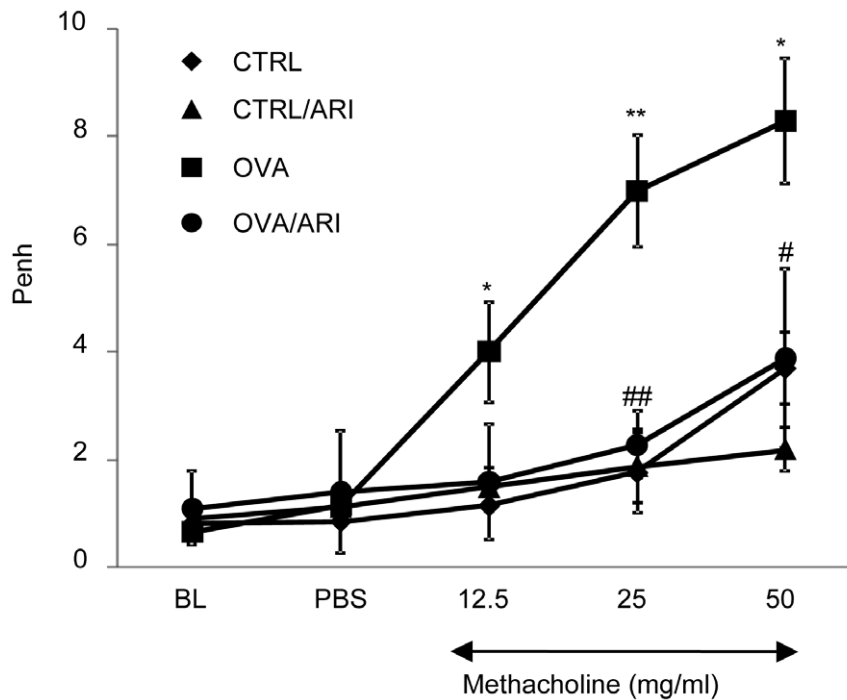 10
8
6
4
2
0
Penh
CTRL
CTRL/ARI
OVA
OVA/ARI
*
**
*
#
##
BL PBS 12.5 25 50
Methacholine (mg/ml)